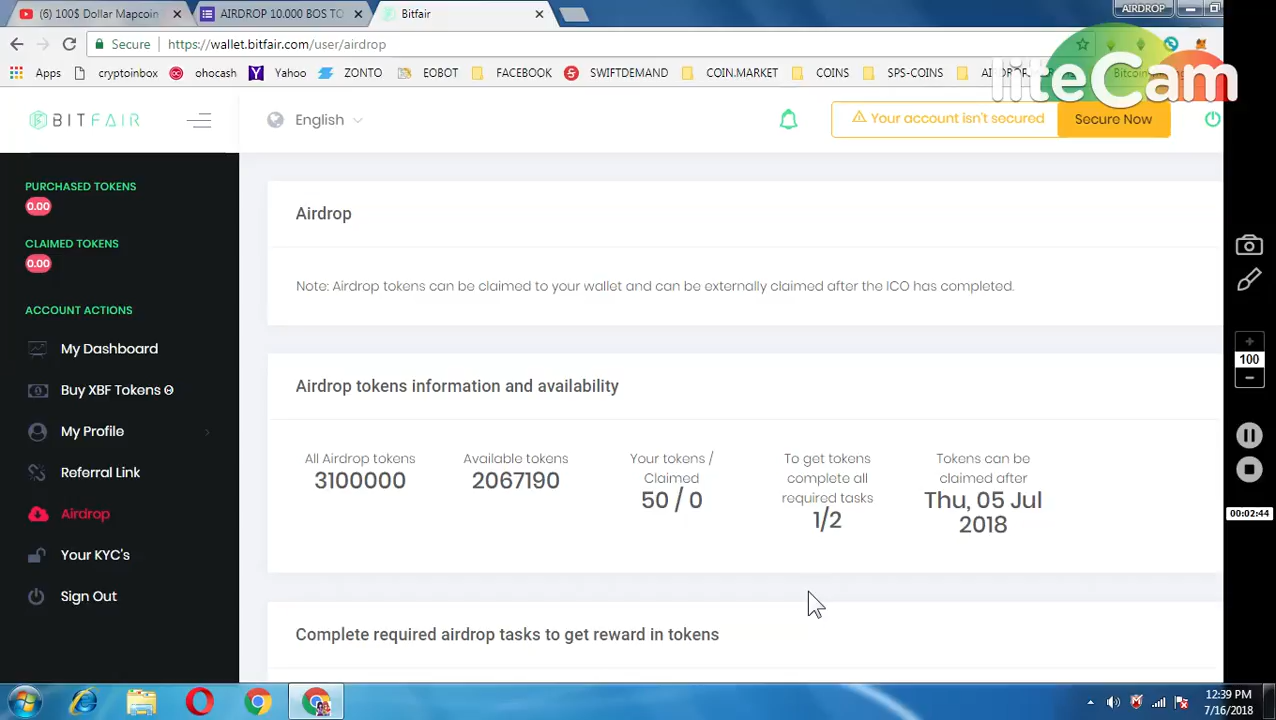 (6) 100$ Dollar Mapcoin
AIRDROP 10.000 BOS TO
Bitfair
AIRDROP
Secure
https://wallet.bitfair.com/user/airdrop
Apps
cryptoinbox
ohocash
Yahoo
ZONTO
EOBOT
FACEBOOK
SWIFTDEMAND
COIN.MARKET
COINS
SPS-COINS
liteCam
BITFAIR
English
Your account isn't secured
Secure Now
PURCHASED TOKENS
0.00
CLAIMED TOKENS
0.00
ACCOUNT ACTIONS
My Dashboard
Buy XBF Tokens
My Profile
Referral Link
Airdrop
Your KYC's
Sign Out
Airdrop
Note: Airdrop tokens can be claimed to your wallet and can be externally claimed after the ICO has completed.
Airdrop tokens information and availability
All Airdrop tokens
3100000
Available tokens
2067190
Your tokens /
Claimed
50 / 0
To get tokens
complete all
required tasks
1/2
Tokens can be
claimed after
Thu, 05 Jul
2018
Complete required airdrop tasks to get reward in tokens
100
00:02:44
12:39 PM
7/16/2018